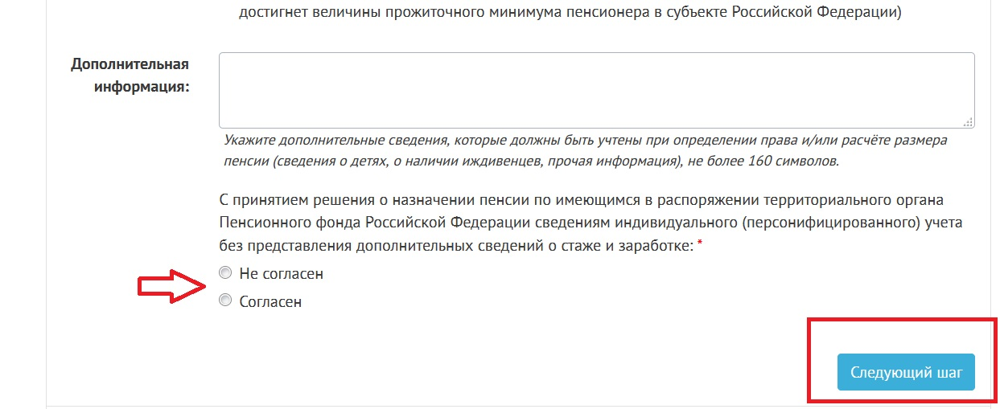 достигнет величины прожиточного минимума пенсионера в субъекте Российской Федерации)
Дополнительная
информация:
Укажите дополнительные сведения, которые должны быть учтены при определении права и/или расчёте размера
пенсии (сведения о детях, о наличии иждивенцев, прочая информация), не более 160 символов.
С принятием решения о назначении пенсии по имеющимся в распоряжении территориального органа
Пенсионного фонда Российской Федерации сведениям индивидуального (персонифицированного) учета
без представления дополнительных сведений о стаже и заработке: *
Не согласен
Согласен
Следующий шаг